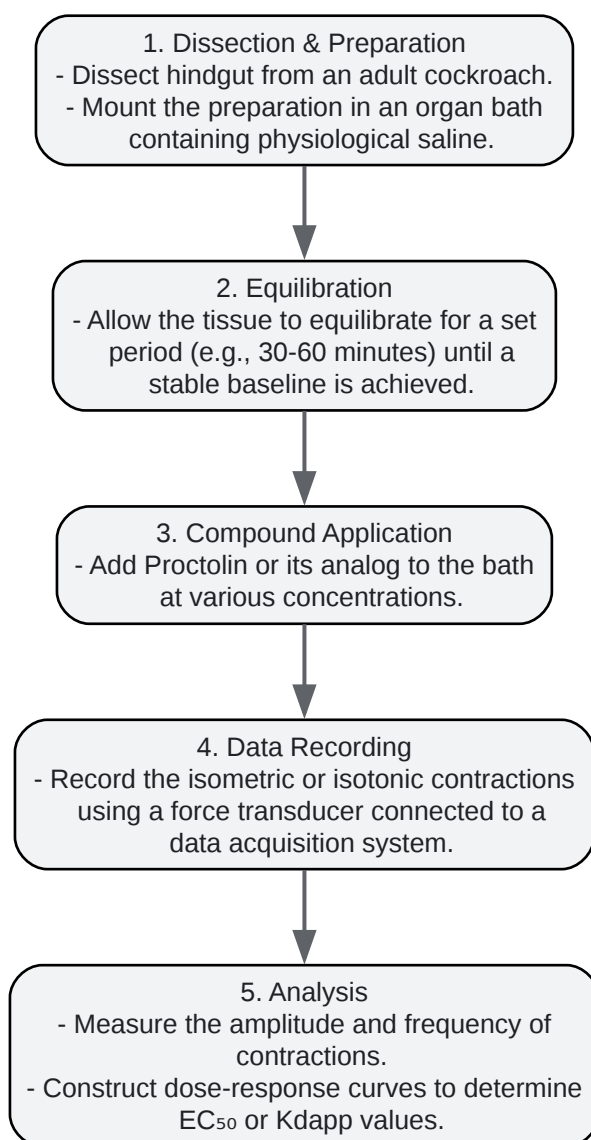 1. Dissection & Preparation
- Dissect hindgut from an adult cockroach.
- Mount the preparation in an organ bath
containing physiological saline.
2. Equilibration
- Allow the tissue to equilibrate for a set
period (e.g., 30-60 minutes) until a
stable baseline is achieved.
3. Compound Application
- Add Proctolin or its analog to the bath
at various concentrations.
4. Data Recording
- Record the isometric or isotonic contractions
using a force transducer connected to a
data acquisition system.
5. Analysis
- Measure the amplitude and frequency of
contractions.
- Construct dose-response curves to determine
EC₅₀ or Kdapp values.